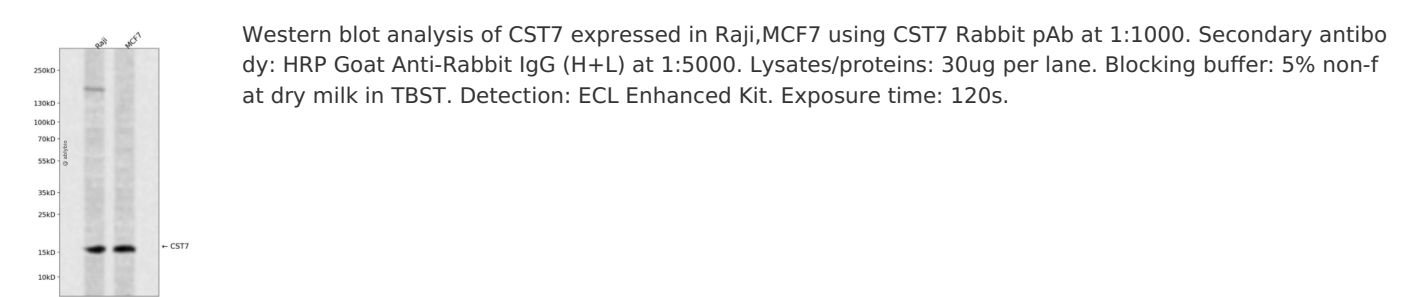 Raji MCF7
Western blot analysis of CST7 expressed in Raji,MCF7 using CST7 Rabbit pAb at 1:1000. Secondary antibo
dy: HRP Goat Anti-Rabbit IgG (H+L) at 1:5000. Lysates/proteins: 30ug per lane. Blocking buffer: 5% non-f
at dry milk in TBST. Detection: ECL Enhanced Kit. Exposure time: 120s.
250kD
130kD
100kD
70kD
55kD
35kD
25kD
15kD
10kD
← CST7